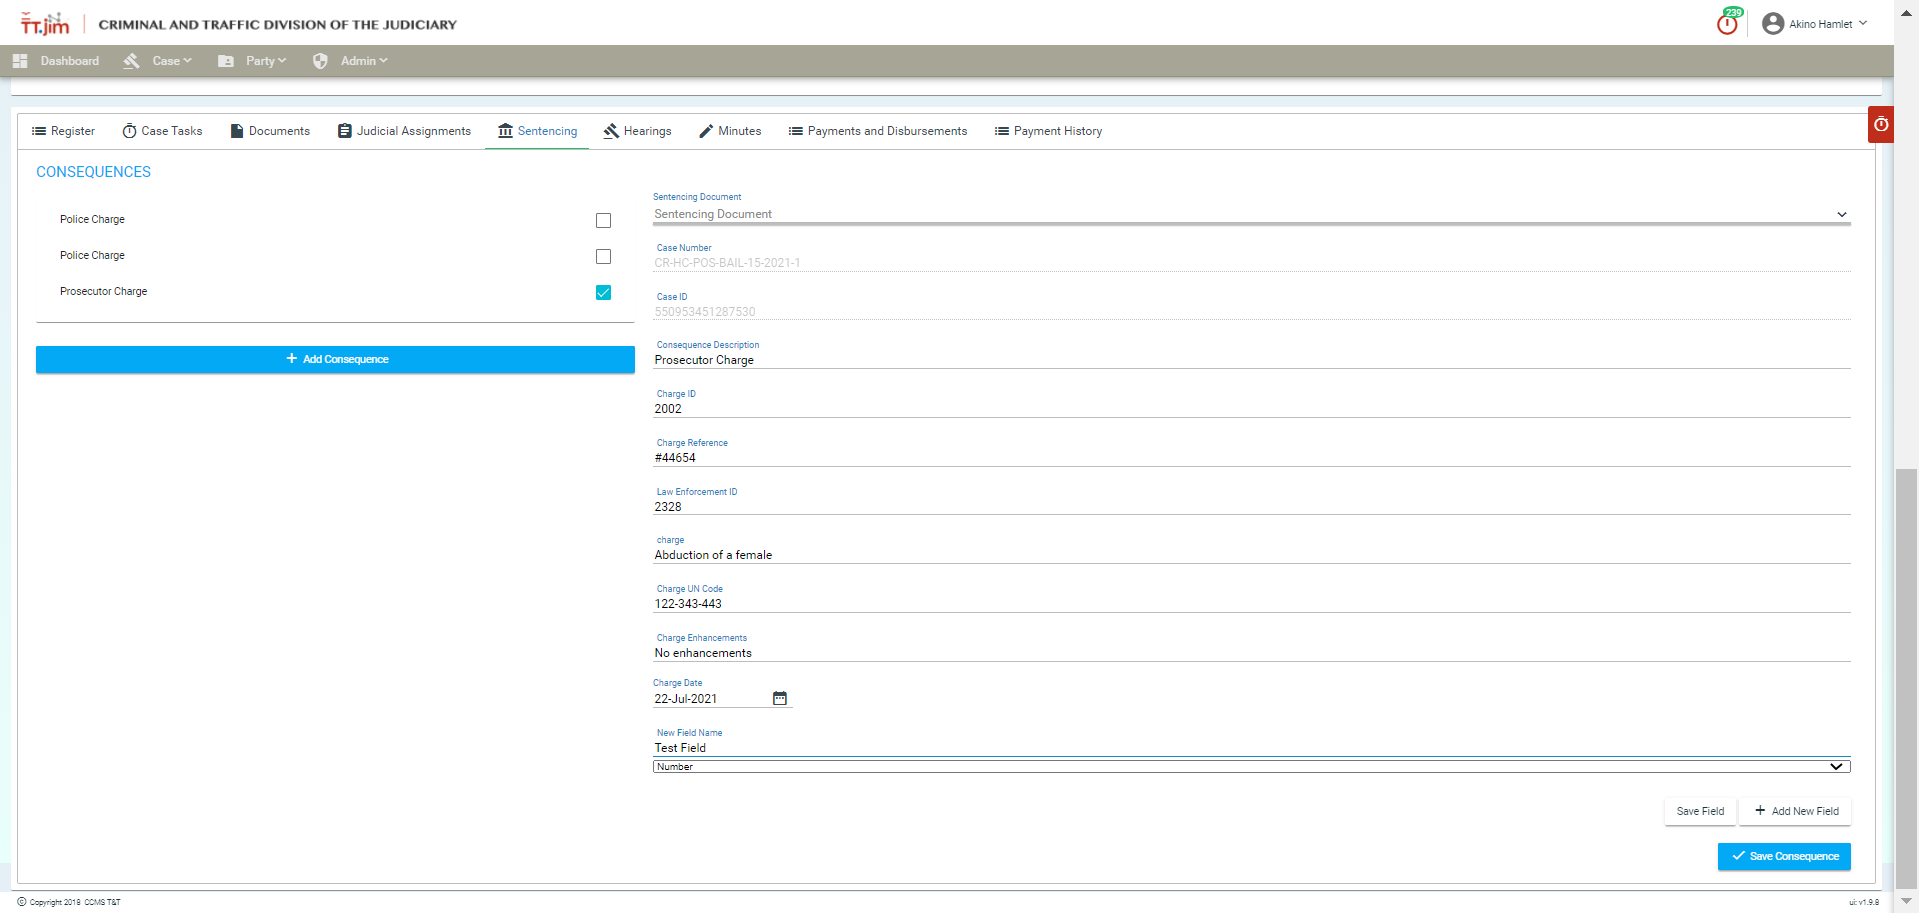 TT.jim CRIMINAL AND TRAFFIC DIVISION OF THE JUDICIARY 239 Akino Hamlet
Dashboard Case Party Admin
Register Case Tasks Documents Judicial Assignments Sentencing Hearings Minutes Payments and Disbursements Payment History
CONSEQUENCES
Police Charge
Police Charge
Prosecutor Charge
+ Add Consequence
Sentencing Document
Sentencing Document
Case Number
CR-HC-POS-BAIL-15-2021-1
Case ID
550953451287530
Consequence Description
Prosecutor Charge
Charge ID
2002
Charge Reference
#44654
Law Enforcement ID
2328
charge
Abduction of a female
Charge UN Code
122-343-443
Charge Enhancements
No enhancements
Charge Date
22-Jul-2021
New Field Name
Test Field
Number
Save Field + Add New Field
Save Consequence
© Copyright 2018 CCMS T&T ui: v1.9.8